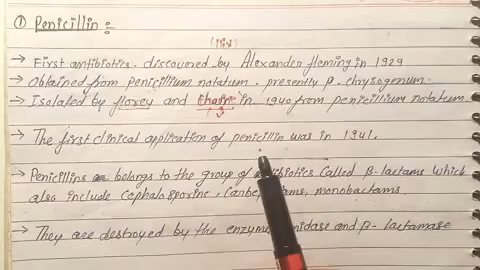 ① Penicillin :-
→ First antibiotics. discovered by Alexander fleming in 1929
→ Obtained from penicillium notatum. presently p. chrysogenum.
→ Isolated by florey and Chain in 1940 from penicillium notatum
→ The first clinical application of penicillin was in 1941.
→ Penicillins belongs to the group of antibiotics called β-lactams which
also include cephalosporins, monobactams
→ They are destroyed by the enzyme and β-lactamase